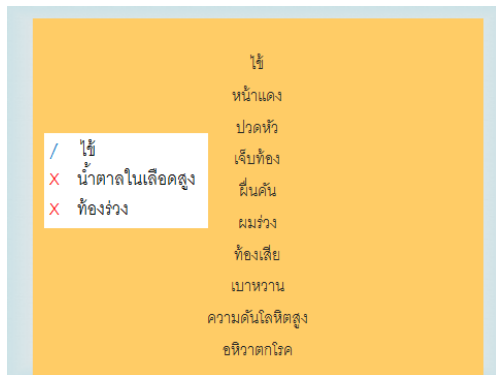 ไข้
หน้าแดง
ปวดหัว
เจ็บท้อง
ผื่นคัน
ผมร่วง
ท้องเสีย
เบาหวาน
ความดันโลหิตสูง
อหิวาตกโรค
/ ไข้
X น้ำตาลในเลือดสูง
X ท้องร่วง